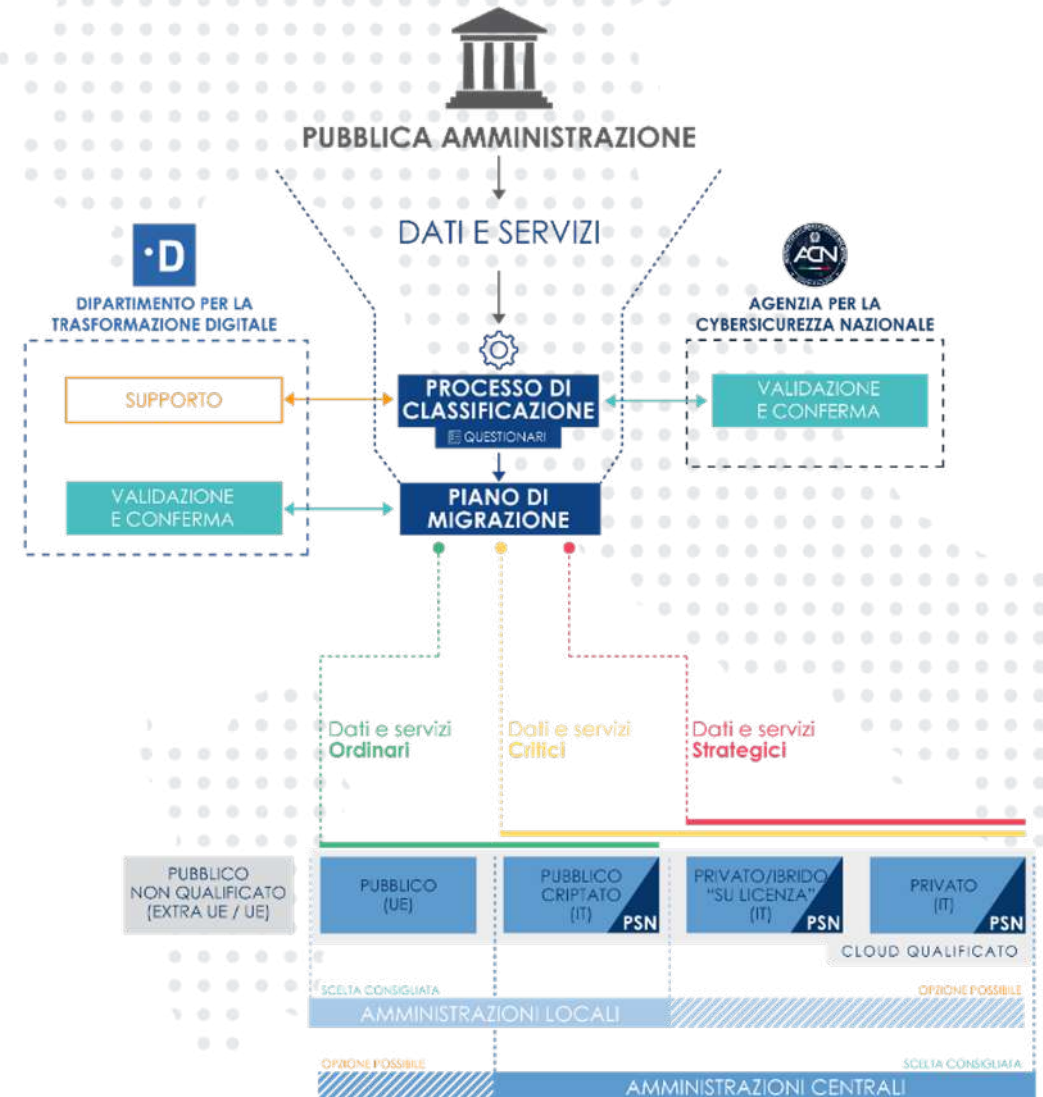 PUBBLICA AMMINISTRAZIONE
DATI E SERVIZI
·D
DIPARTIMENTO PER LA
TRASFORMAZIONE DIGITALE
ACN
AGENZIA PER LA
CYBERSICUREZZA NAZIONALE
SUPPORTO
PROCESSO DI
CLASSIFICAZIONE
QUESTIONARI
VALIDAZIONE
E CONFERMA
VALIDAZIONE
E CONFERMA
PIANO DI
MIGRAZIONE
Dati e servizi
Ordinari
Dati e servizi
Critici
Dati e servizi
Strategici
PUBBLICO
NON QUALIFICATO
(EXTRA UE / UE)
PUBBLICO
(UE)
PUBBLICO
CRIPTATO
(IT)
PSN
PRIVATO/IBRIDO
"SU LICENZA"
(IT)
PSN
PRIVATO
(IT)
PSN
CLOUD QUALIFICATO
SCELTA CONSIGLIATA
OPZIONE POSSIBILE
AMMINISTRAZIONI LOCALI
OPZIONE POSSIBILE
SCELTA CONSIGLIATA
AMMINISTRAZIONI CENTRALI